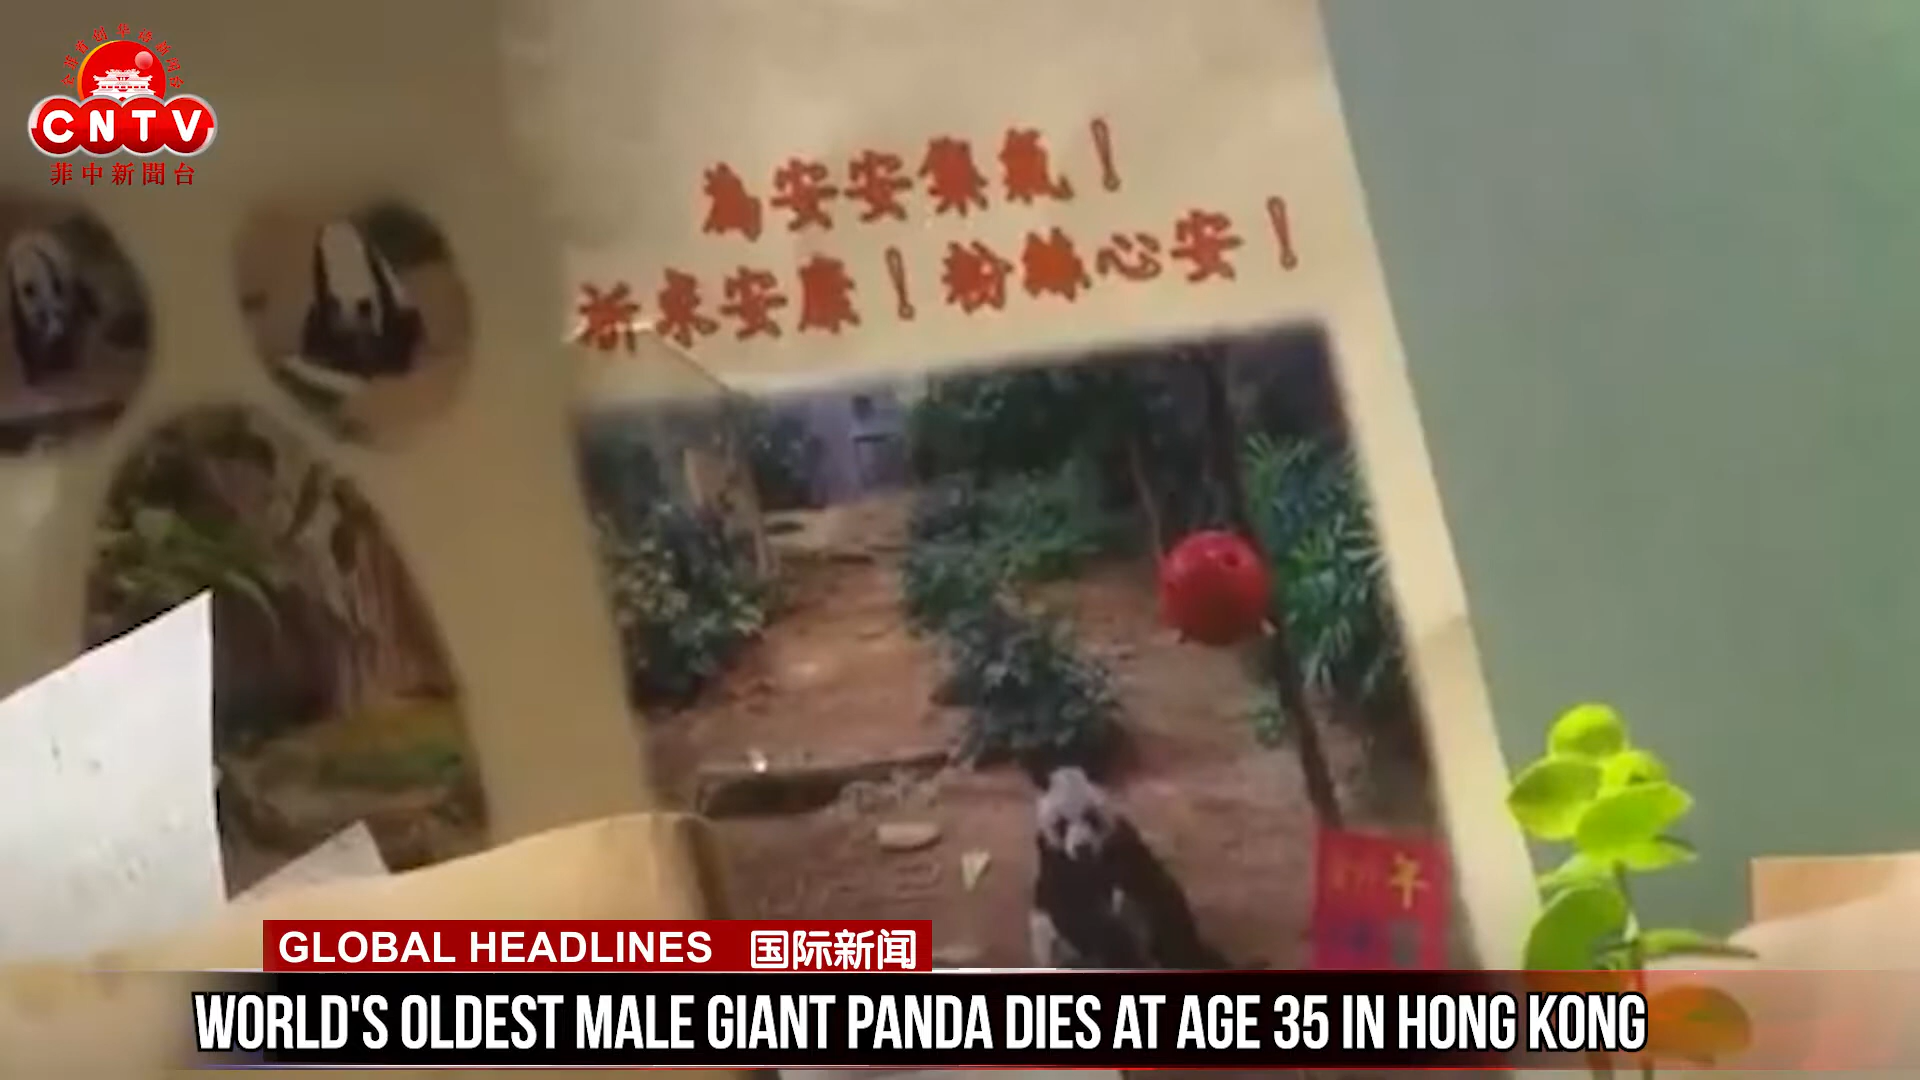 CNTV
菲中新聞台
為安安集氣！
祈求安康！粉絲心安！
年
GLOBAL HEADLINES 国际新闻
WORLD'S OLDEST MALE GIANT PANDA DIES AT AGE 35 IN HONG KONG